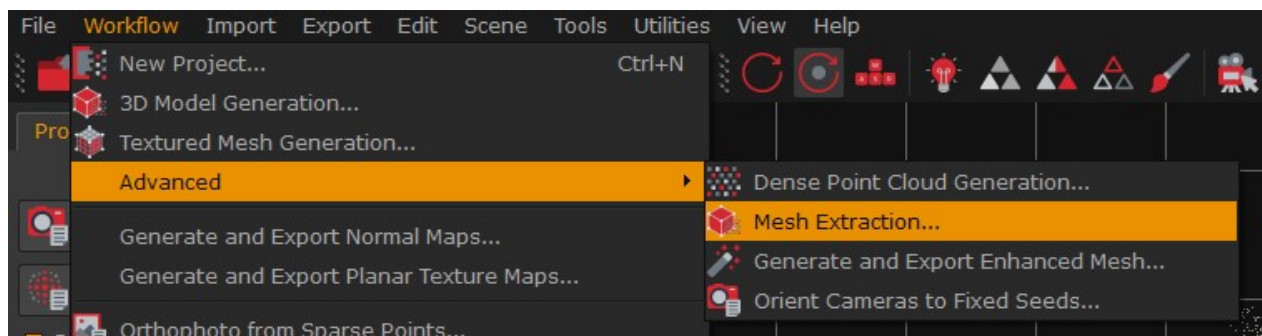 File Workflow Import Export Edit Scene Tools Utilities View Help
New Project... Ctrl+N
3D Model Generation...
Pro
Textured Mesh Generation...
Advanced
Dense Point Cloud Generation...
Mesh Extraction...
Generate and Export Normal Maps...
Generate and Export Enhanced Mesh...
Generate and Export Planar Texture Maps...
Orient Cameras to Fixed Seeds...
Orthophoto from Sparse Points...